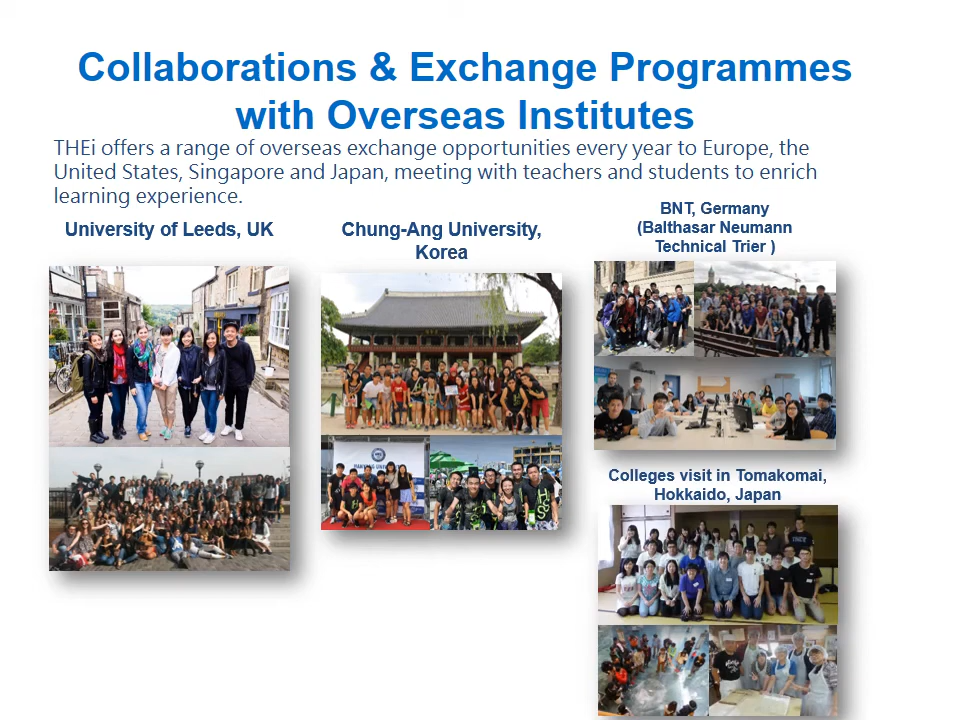 Collaborations & Exchange Programmes
with Overseas Institutes
THEi offers a range of overseas exchange opportunities every year to Europe, the
United States, Singapore and Japan, meeting with teachers and students to enrich
learning experience.
University of Leeds, UK
Chung-Ang University,
Korea
BNT, Germany
(Balthasar Neumann
Technical Trier )
Colleges visit in Tomakomai,
Hokkaido, Japan